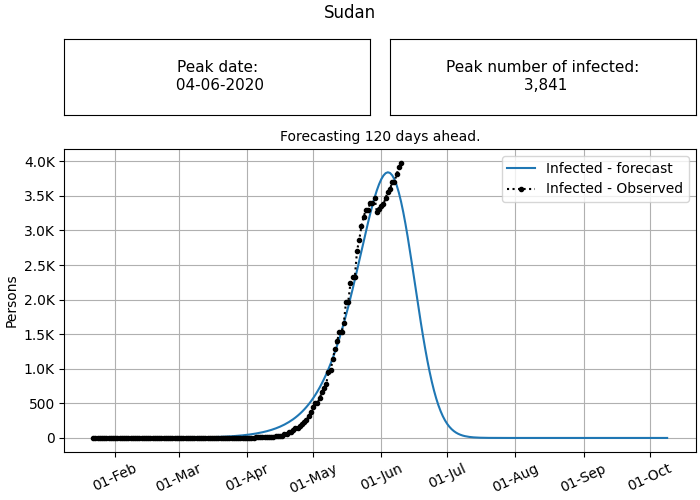 Sudan
Peak date:
04-06-2020
Peak number of infected:
3,841
Forecasting 120 days ahead.
Infected - forecast
Infected - Observed
Persons
4.0K
3.5K
3.0K
2.5K
2.0K
1.5K
1.0K
500
0
01-Feb
01-Mar
01-Apr
01-May
01-Jun
01-Jul
01-Aug
01-Sep
01-Oct